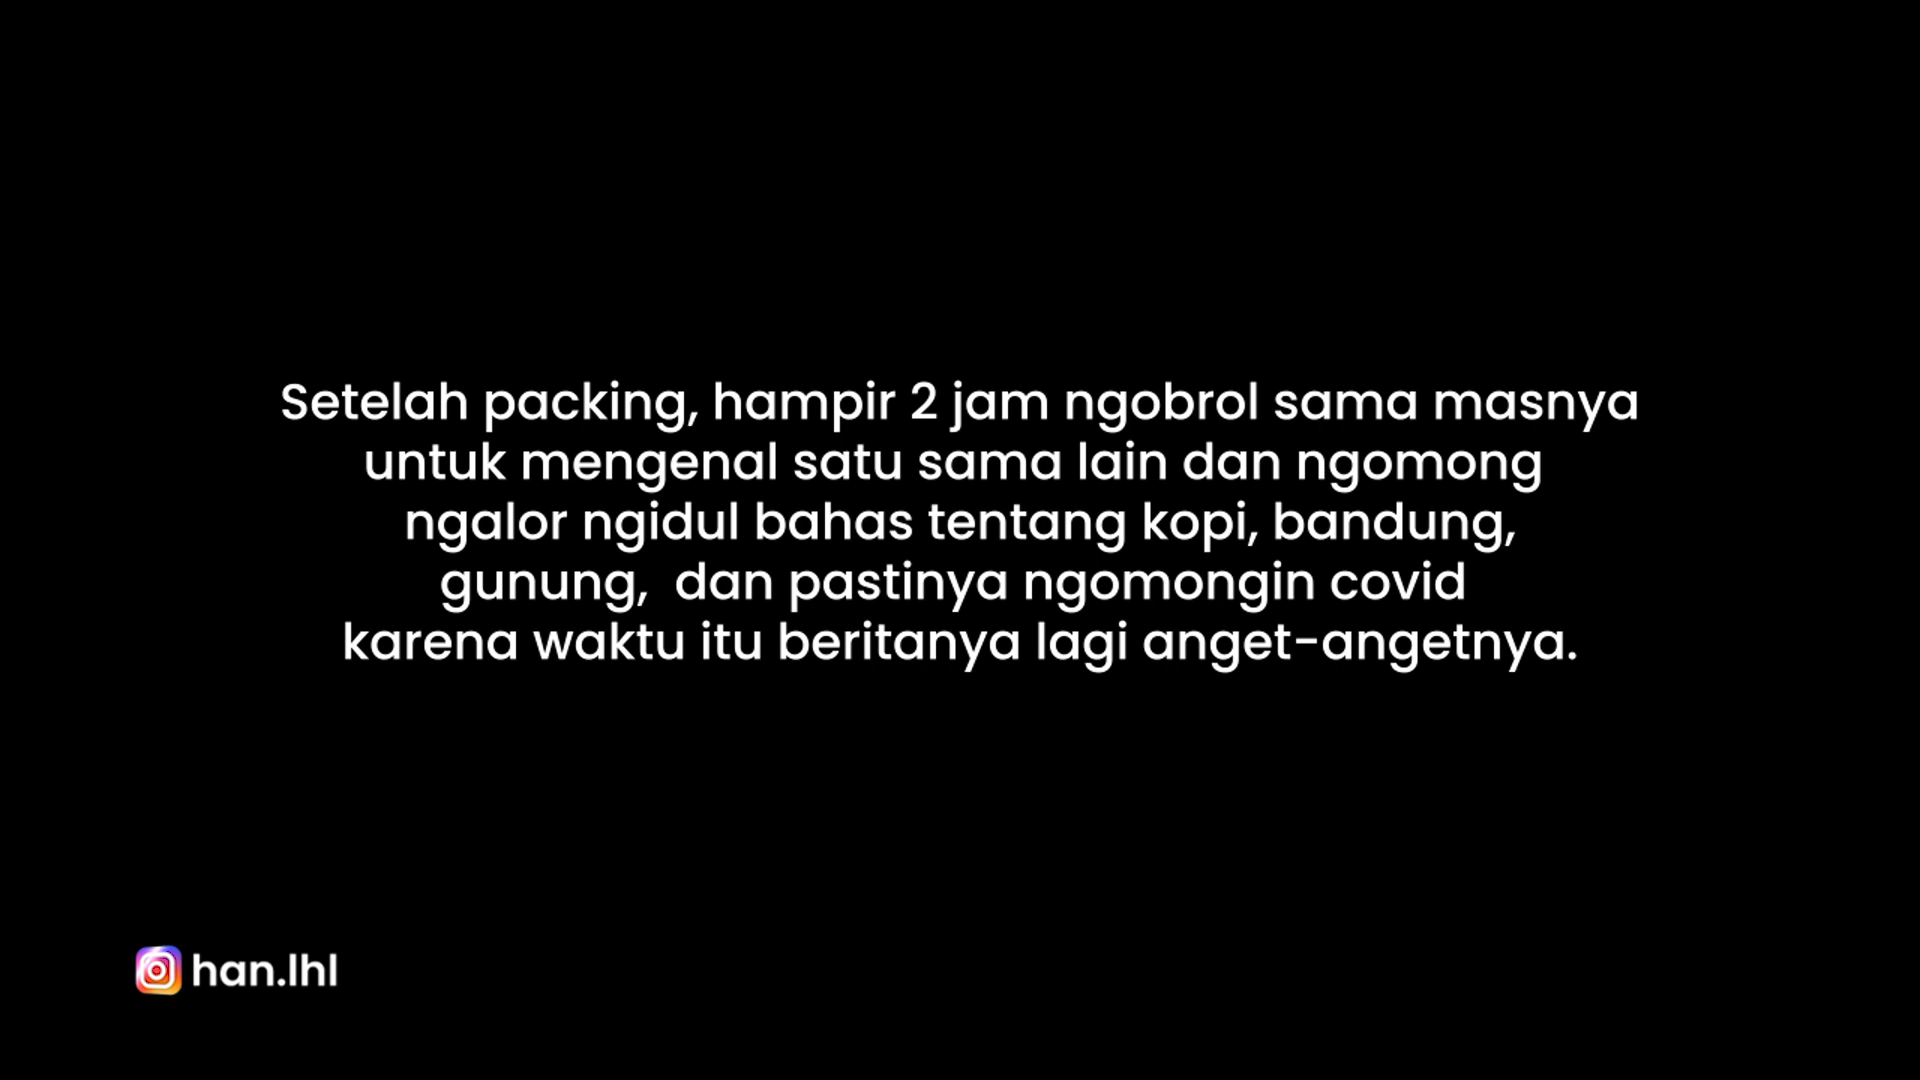 Setelah packing, hampir 2 jam ngobrol sama masnya
untuk mengenal satu sama lain dan ngomong
ngalor ngidul bahas tentang kopi, bandung,
gunung,  dan pastinya ngomongin covid
karena waktu itu beritanya lagi anget-angetnya.
han.lhl